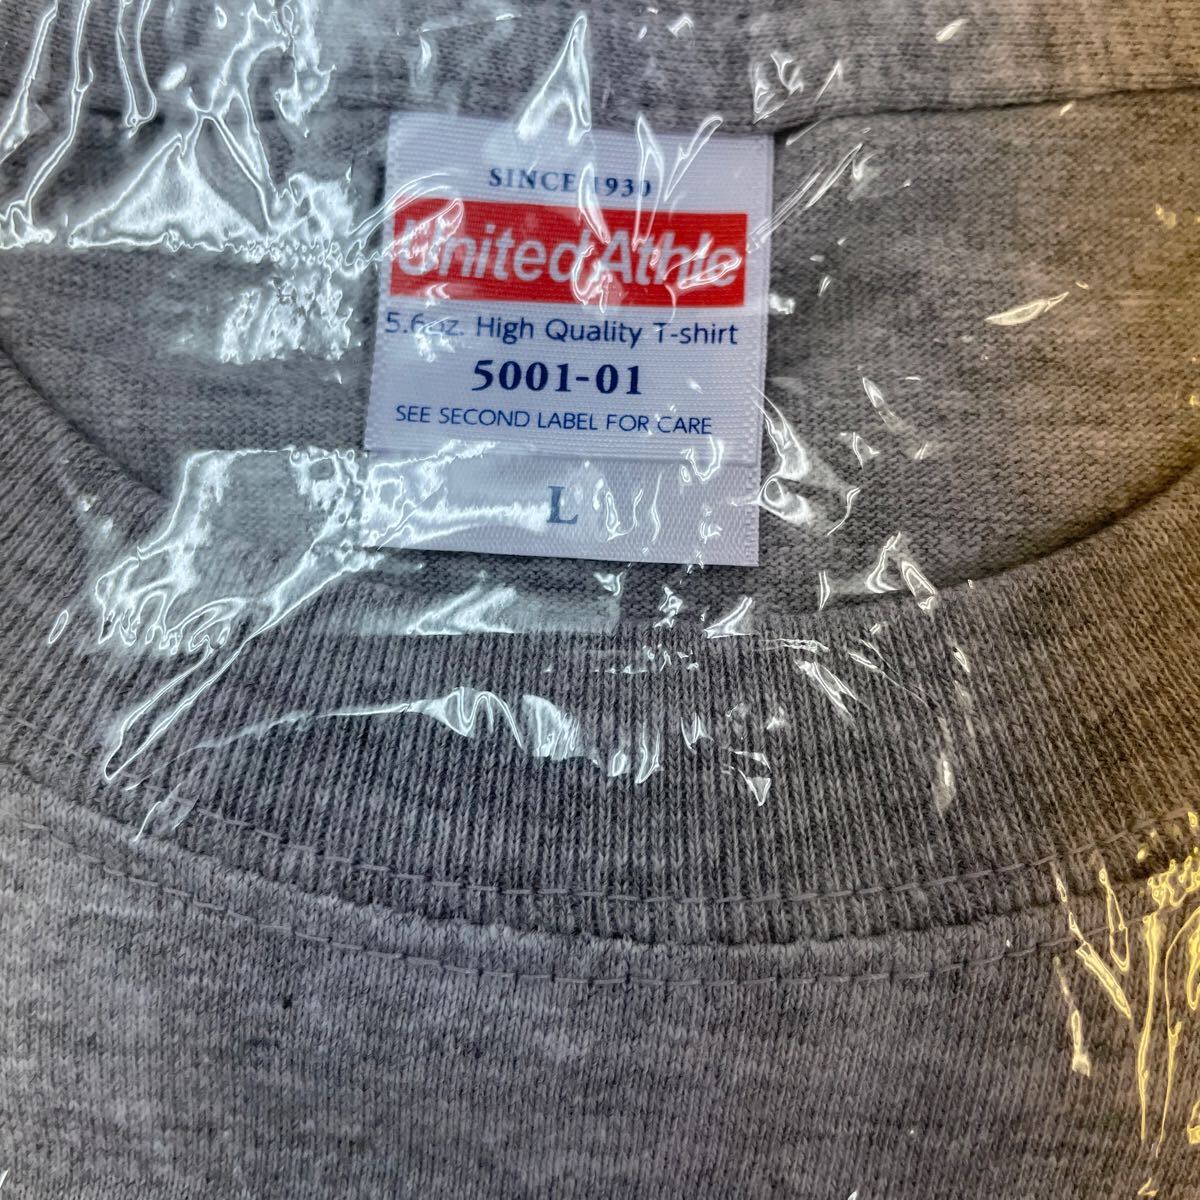 SINCE 1930
United Athle
5.6oz. High Quality T-shirt
5001-01
SEE SECOND LABEL FOR CARE
L